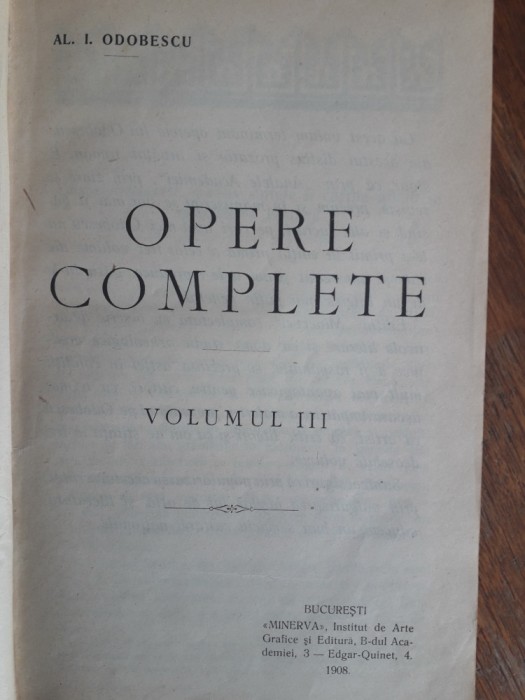 AL. I. ODOBESCU
OPERE
COMPLETE
VOLUMUL III
BUCUREŞTI
«MINERVA», Institut de Arte
Grafice şi Editură, B-dul Aca-
demiei, 3 — Edgar-Quinet, 4.
1908.